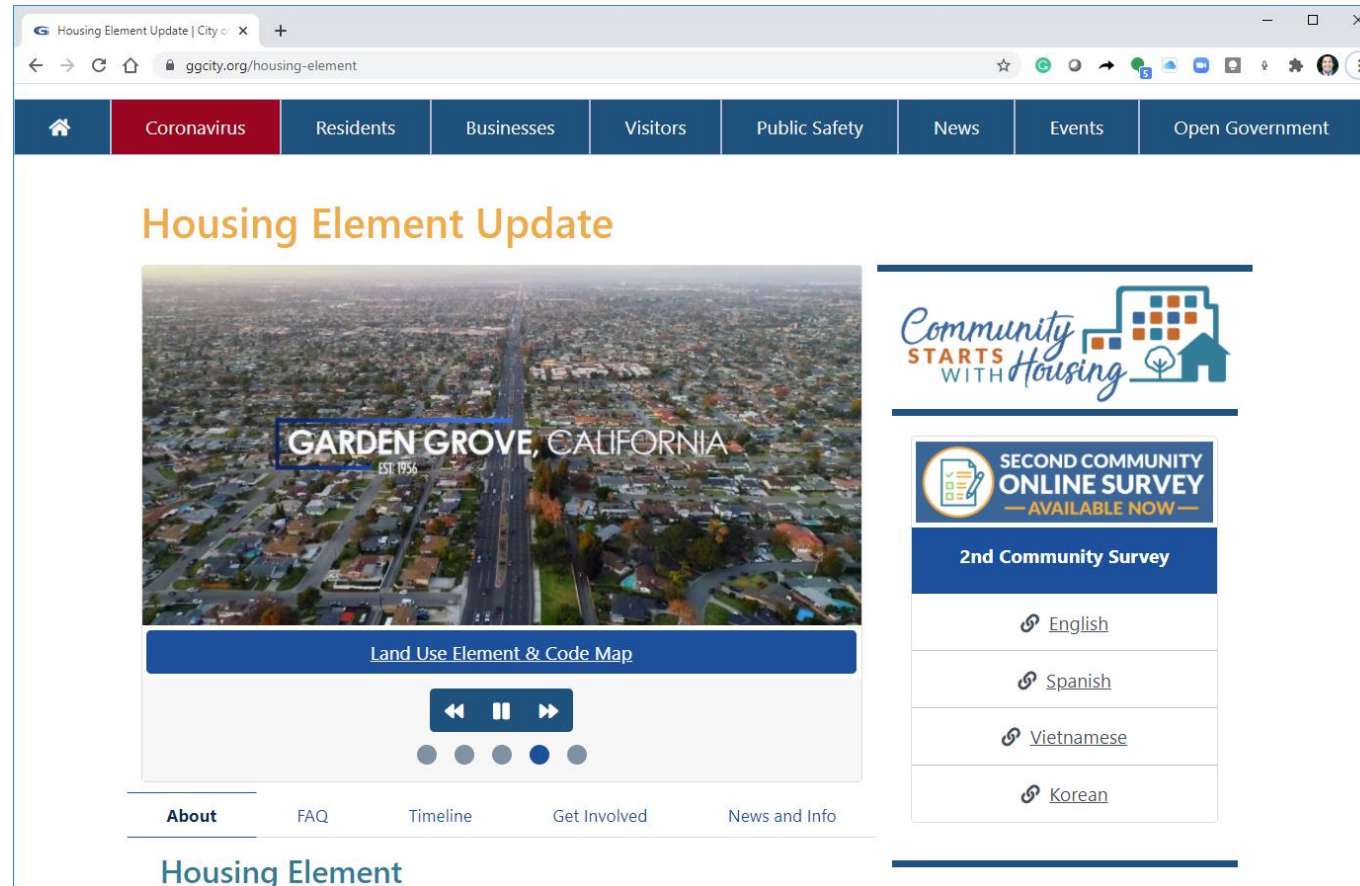 Housing Element Update | City o
ggcity.org/housing-element
5
Coronavirus Residents Businesses Visitors Public Safety News Events Open Government
Housing Element Update
GARDEN GROVE, CALIFORNIA
EST. 1956
Land Use Element & Code Map
Community
STARTS
WITH Housing
SECOND COMMUNITY
ONLINE SURVEY
— AVAILABLE NOW —
2nd Community Survey
English
Spanish
Vietnamese
Korean
About FAQ Timeline Get Involved News and Info
Housing Element